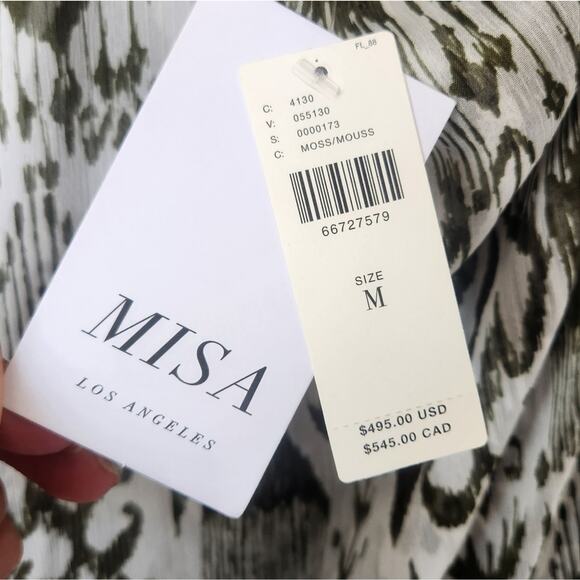 MISA
LOS ANGELES
FL_88
C: 4130
V: 055130
S: 0000173
C: MOSS/MOUSS
66727579
SIZE
M
$495.00 USD
$545.00 CAD